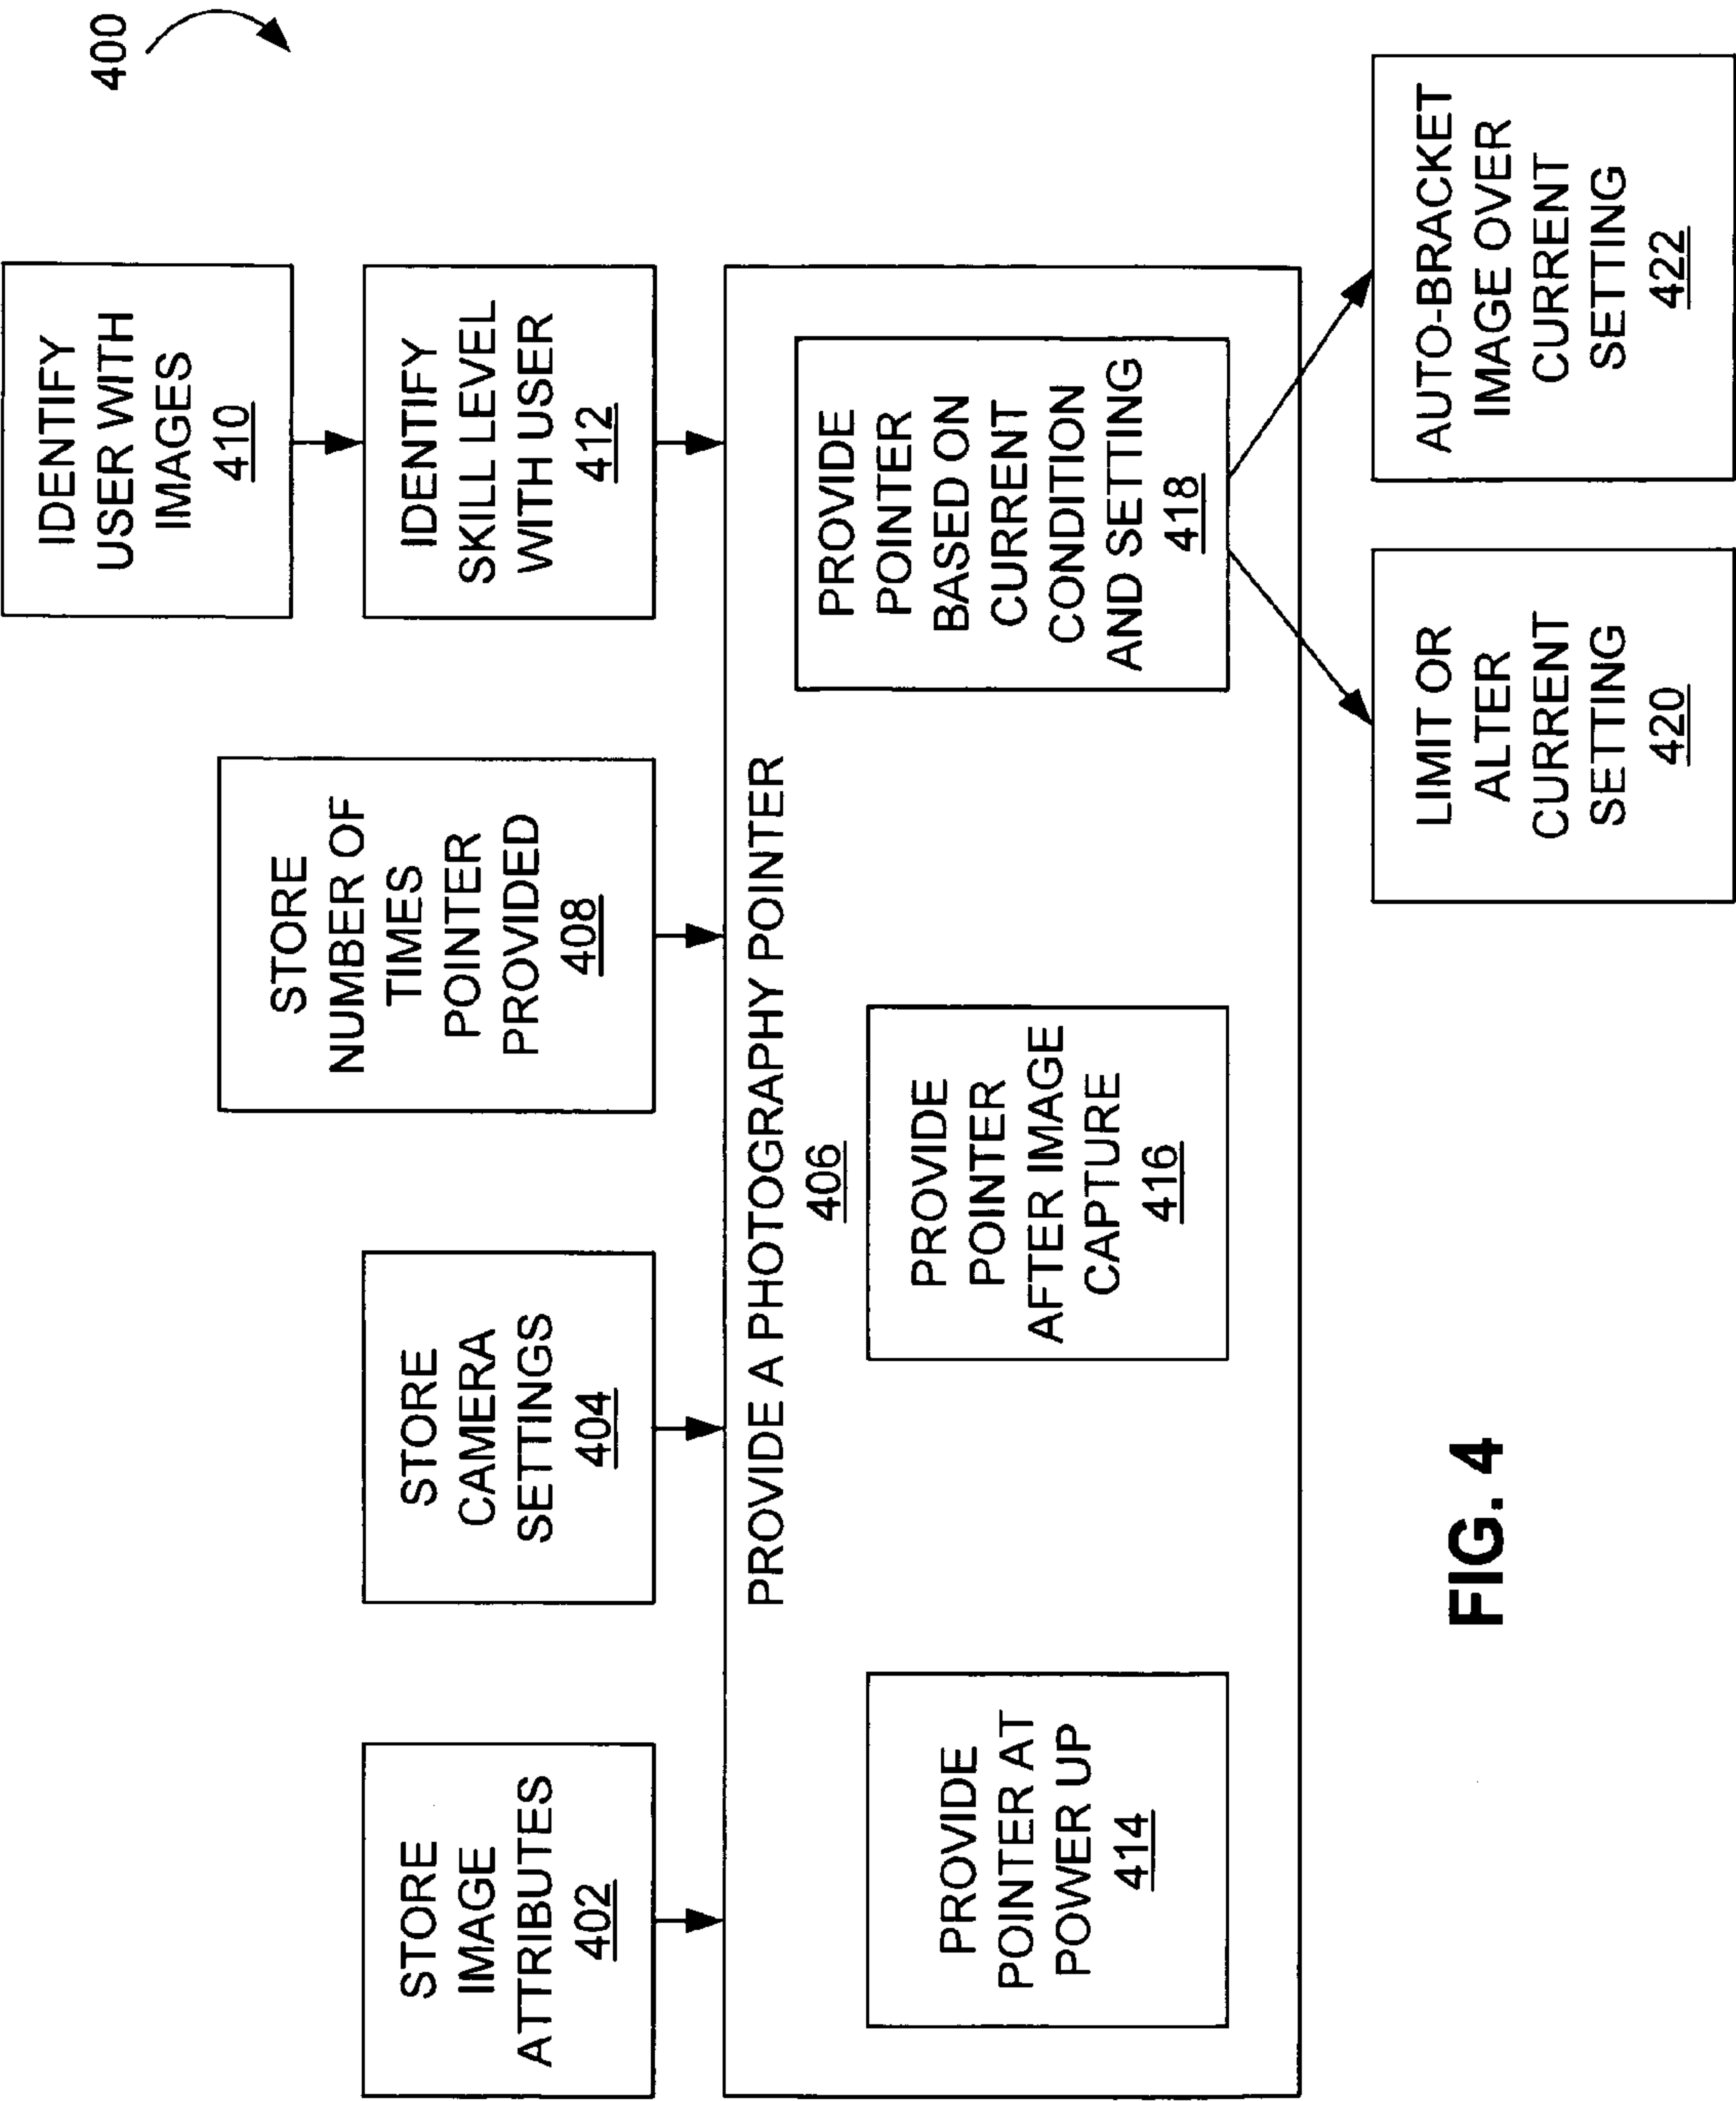 400
IDENTIFY
USER WITH
IMAGES
410
STORE
IMAGE
ATTRIBUTES
402
STORE
CAMERA
SETTINGS
404
STORE
NUMBER OF
TIMES
POINTER
PROVIDED
408
IDENTIFY
SKILL LEVEL
WITH USER
412
PROVIDE A PHOTOGRAPHY POINTER
406
PROVIDE
POINTER AT
POWER UP
414
PROVIDE
POINTER
AFTER IMAGE
CAPTURE
416
PROVIDE
POINTER
BASED ON
CURRENT
CONDITION
AND SETTING
418
LIMIT OR
ALTER
CURRENT
SETTING
420
AUTO-BRACKET
IMAGE OVER
CURRENT
SETTING
422
FIG. 4